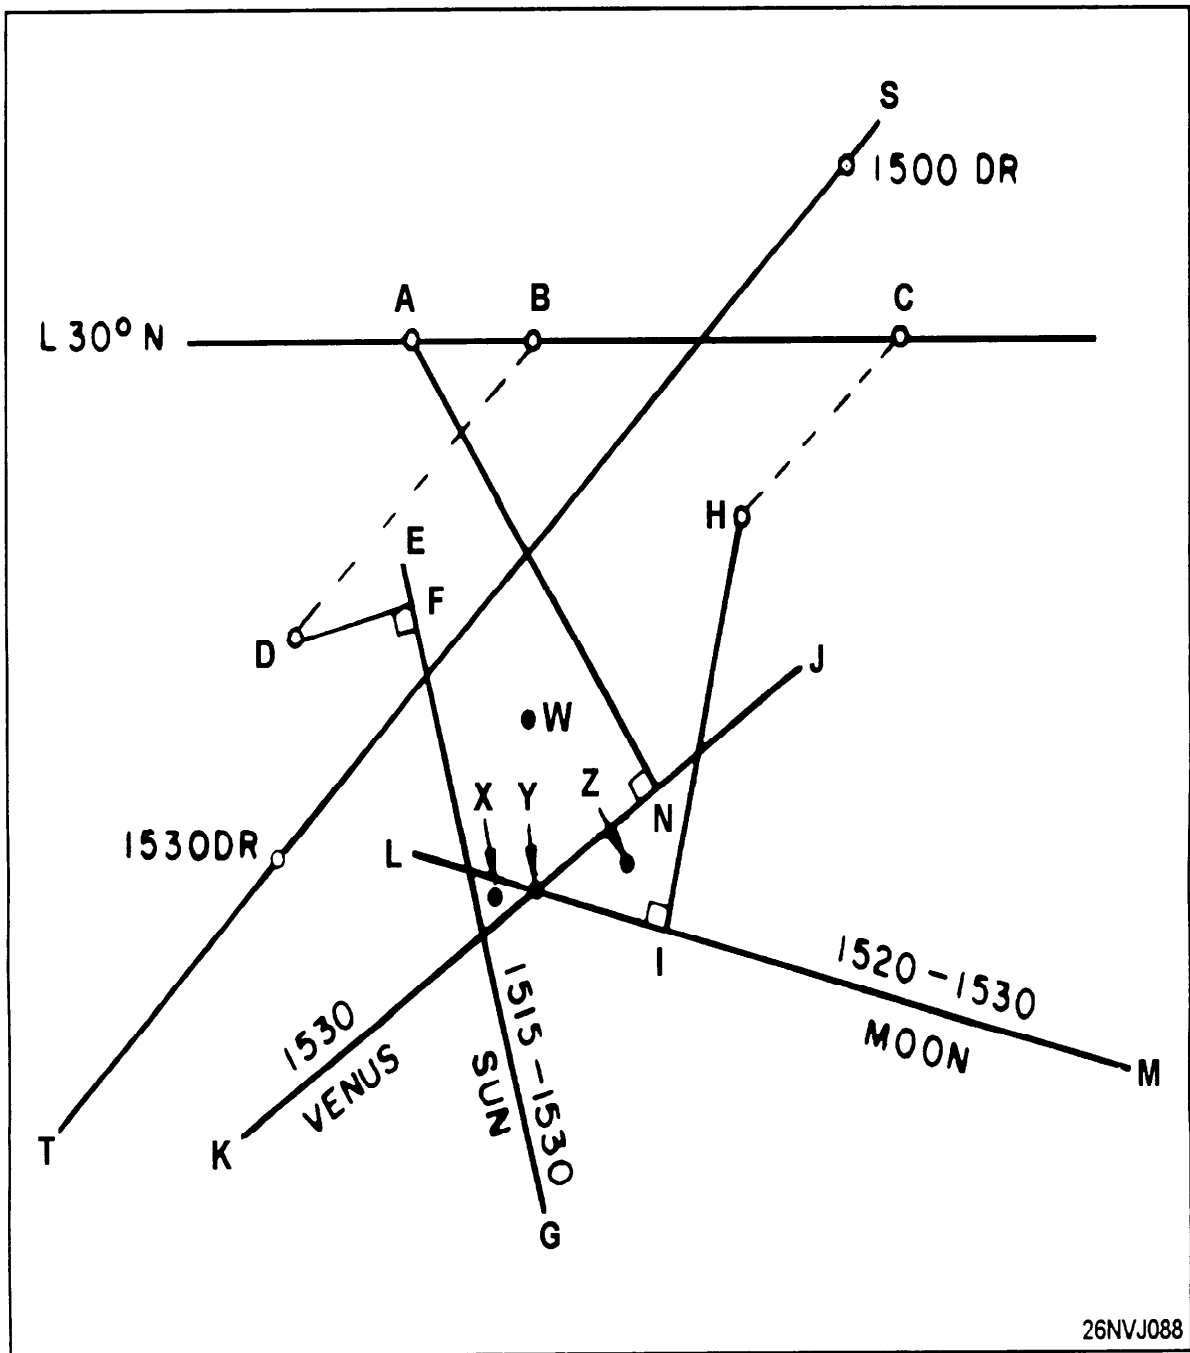 S
1500 DR
A
B
C
L 30° N
H
E
F
D
J
W
X
Y
Z
N
1530DR
L
I
1520-1530
MOON
M
1530
VENUS
1515-1530
SUN
T
K
G
26NVJ088